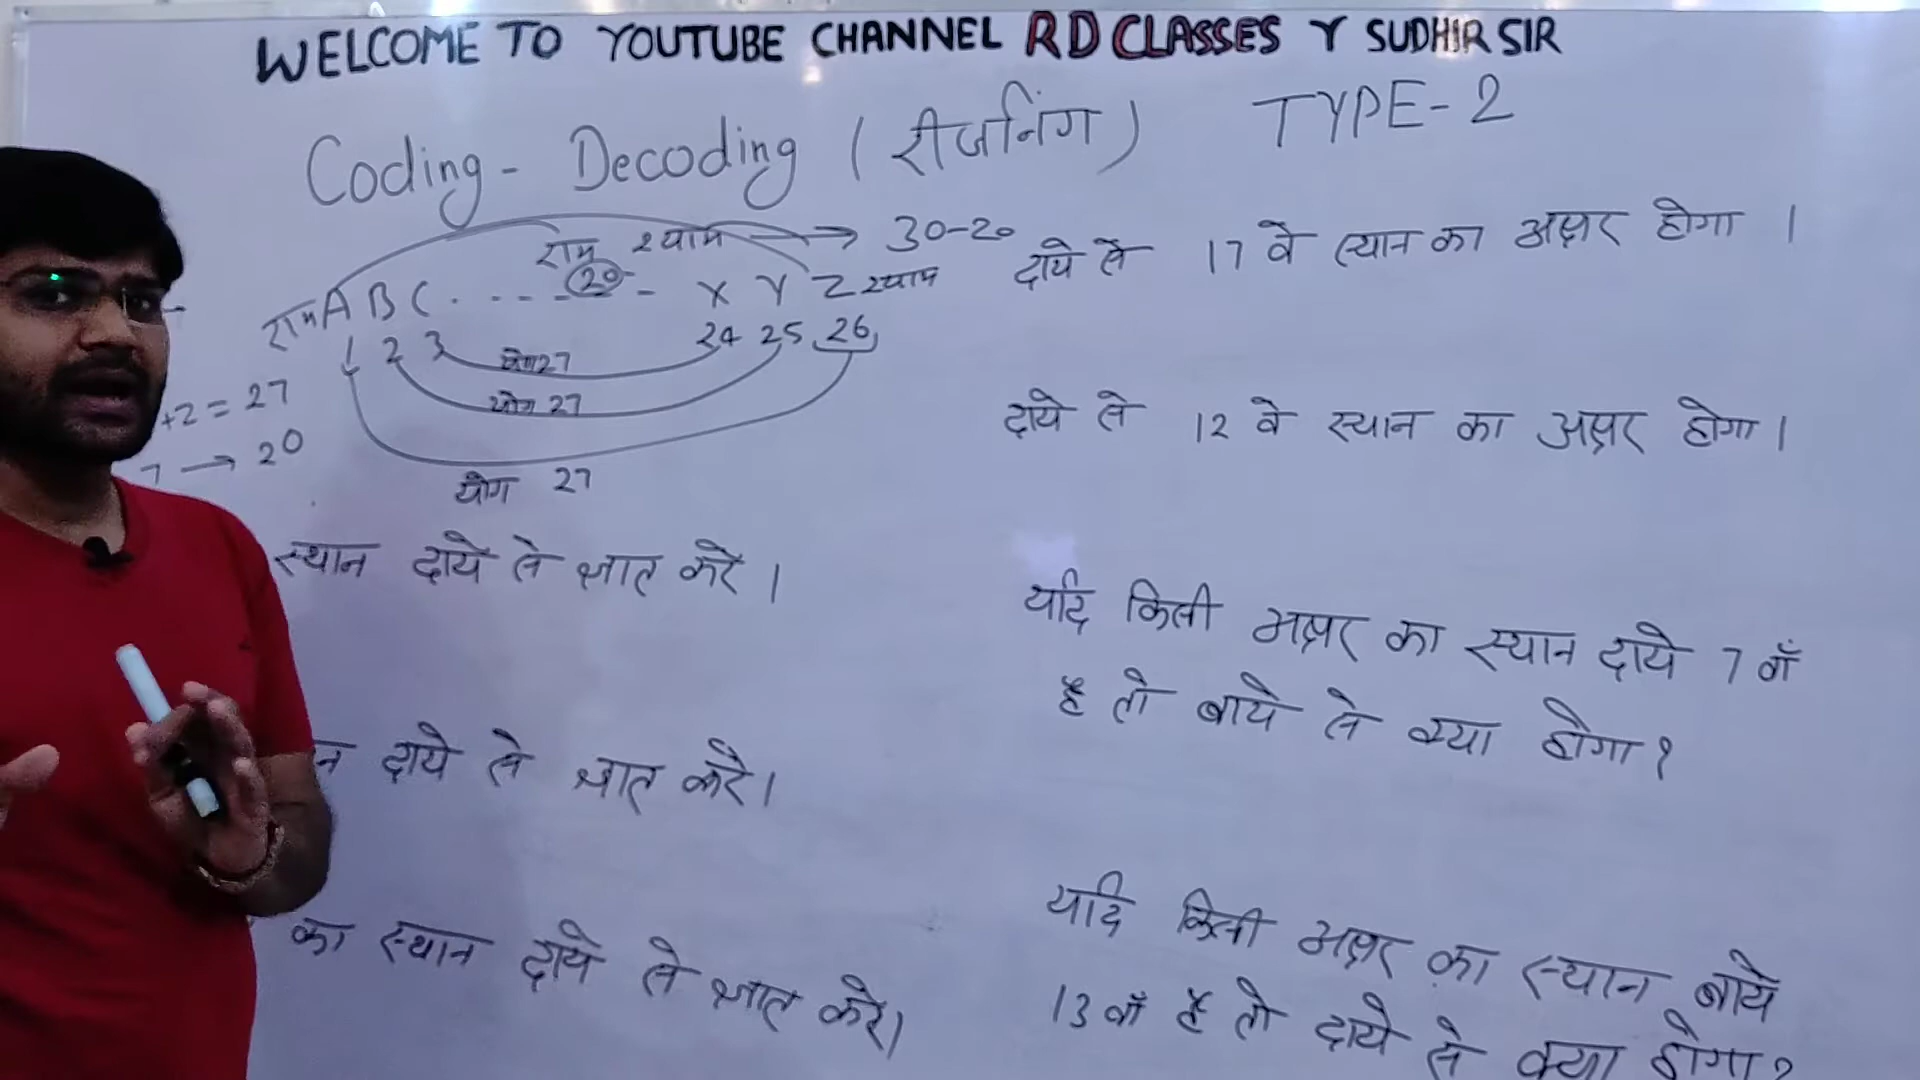 WELCOME TO YOUTUBE CHANNEL RD CLASSES Y SUDHIR SIR
Coding - Decoding (रीजनिंग) TYPE-2
राम श्याम → 30-20
राम A B C . - - - (20) - X Y Z श्याम
1 2 3 24 25 26
योग 27
योग 27
योग 27
+2 = 27
7 → 20
दाये से 17 वे स्थान का अक्षर होगा ।
दाये से 12 वे स्थान का अक्षर होगा ।
स्थान दाये से ज्ञात करे ।
यदि किसी अक्षर का स्थान दाये 7 वाँ
है तो बाये से क्या होगा ?
न दाये से ज्ञात करे ।
का स्थान दाये से ज्ञात करे ।
यदि किसी अक्षर का स्थान बाये
13 वाँ है तो दाये से क्या होगा ?